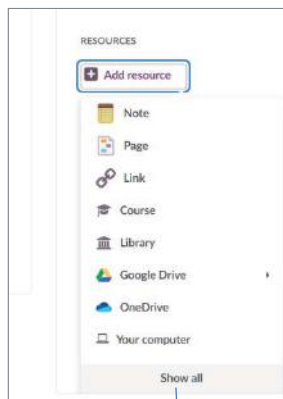 RESOURCES
Add resource
Note
Page
Link
Course
Library
Google Drive
OneDrive
Your computer
Show all